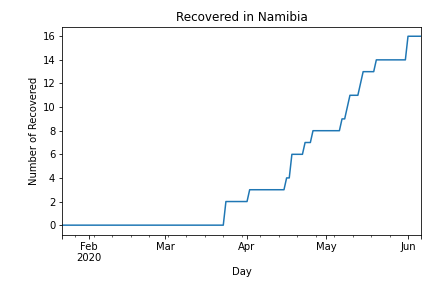 Recovered in Namibia
Number of Recovered
16
14
12
10
8
6
4
2
0
Feb
2020
Mar
Apr
May
Jun
Day